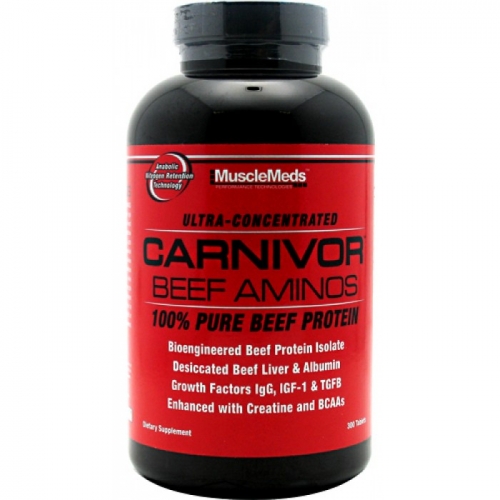 Anabolic
Nitrogen Retention
Technology
MuscleMeds
PERFORMANCE TECHNOLOGIES
ULTRA-CONCENTRATED
CARNIVOR
BEEF AMINOS
100% PURE BEEF PROTEIN
Bioengineered Beef Protein Isolate
Desiccated Beef Liver & Albumin
Growth Factors IgG, IGF-1 & TGFB
Enhanced with Creatine and BCAAs
Dietary Supplement
300 Tablets